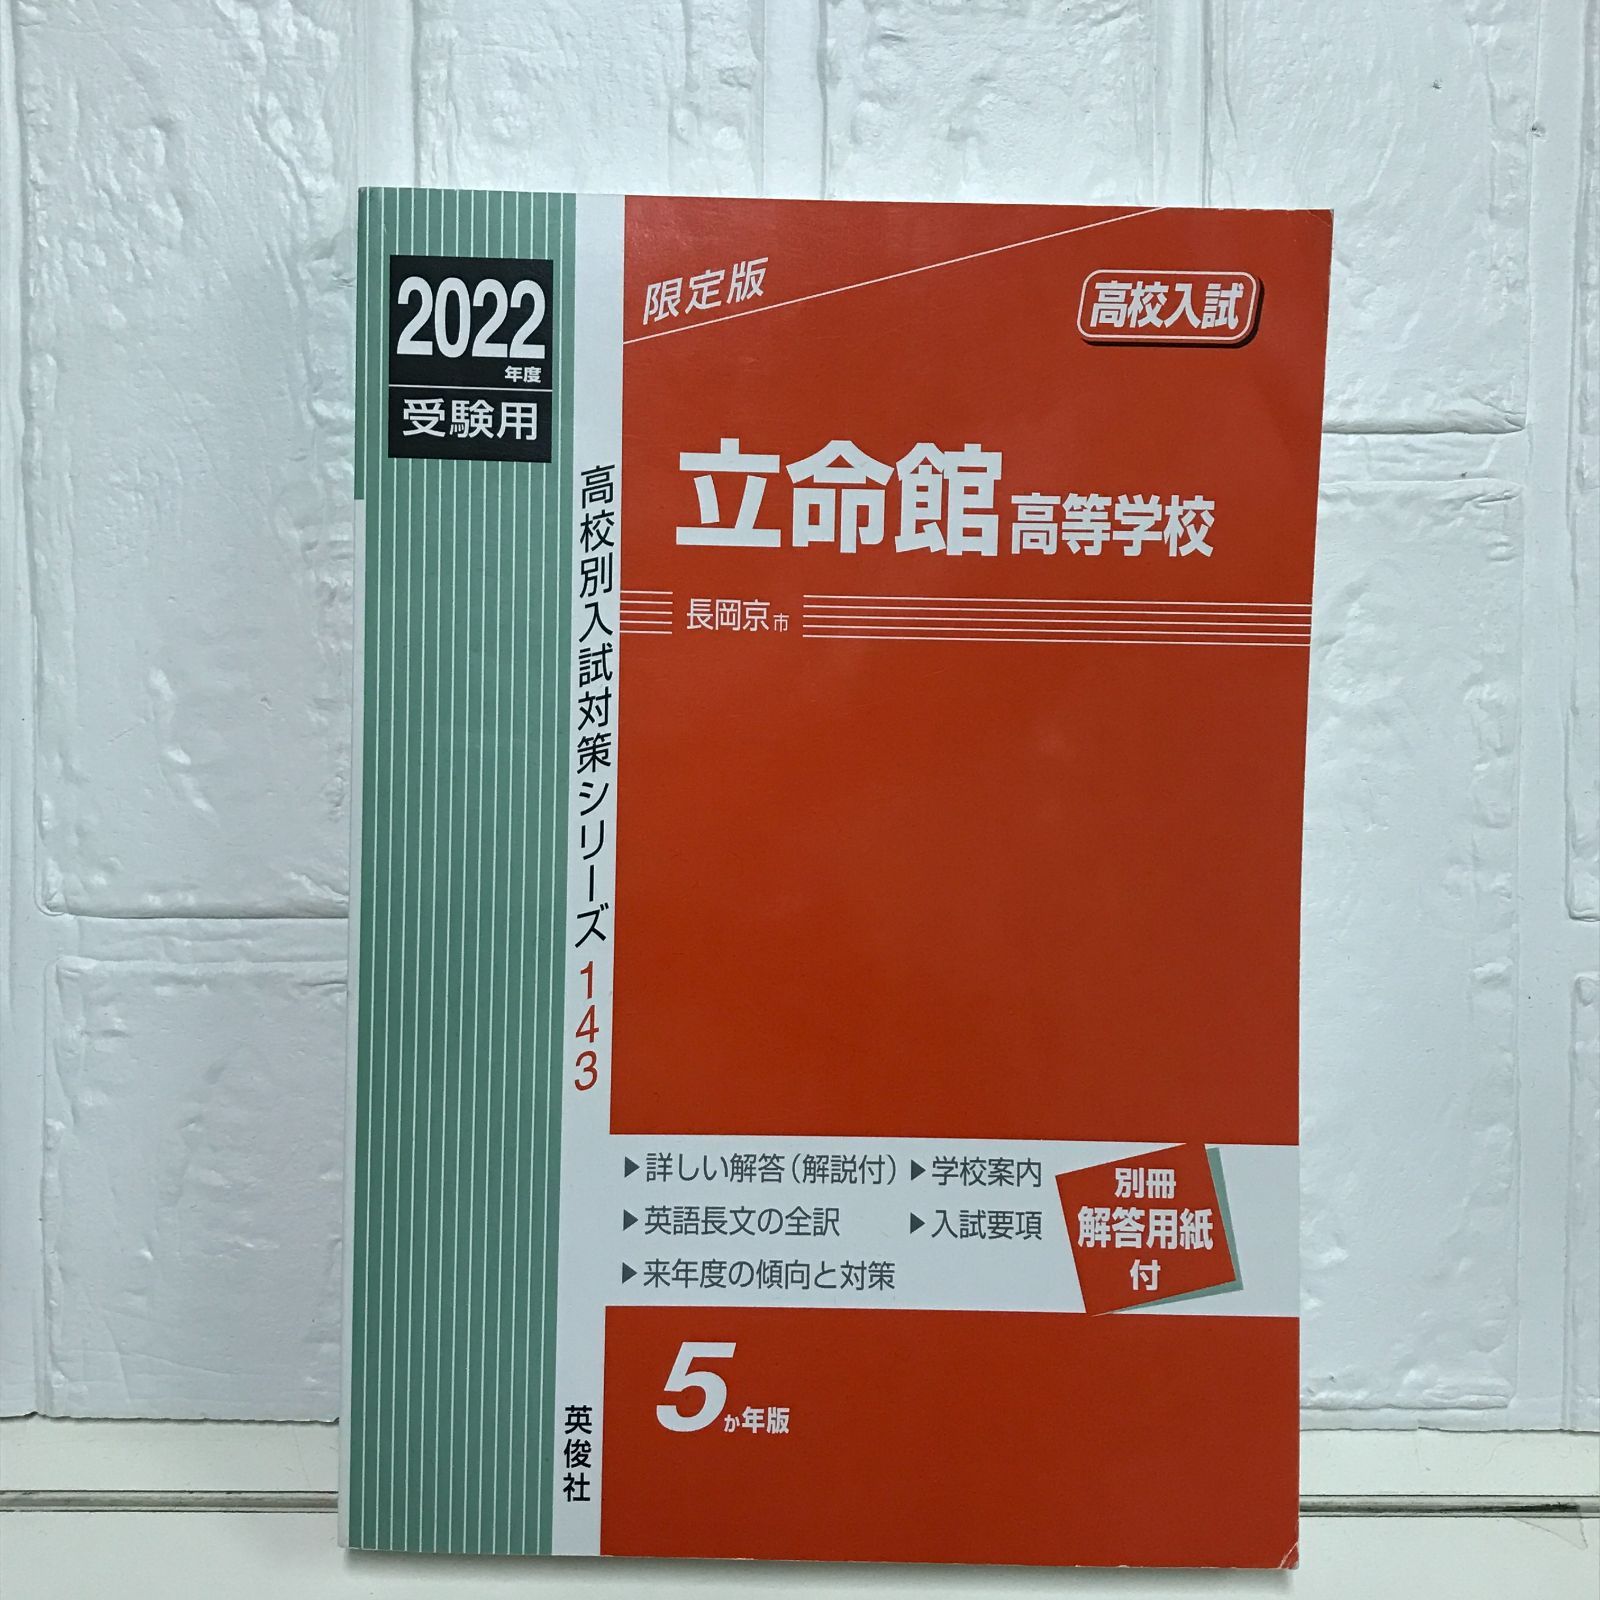 2022
年度
受験用
限定版
高校入試
立命館高等学校
長岡京市
高校別入試対策シリーズ143
▶詳しい解答(解説付)
▶学校案内
▶英語長文の全訳
▶入試要項
▶来年度の傾向と対策
別冊
解答用紙
付
5か年版
英俊社